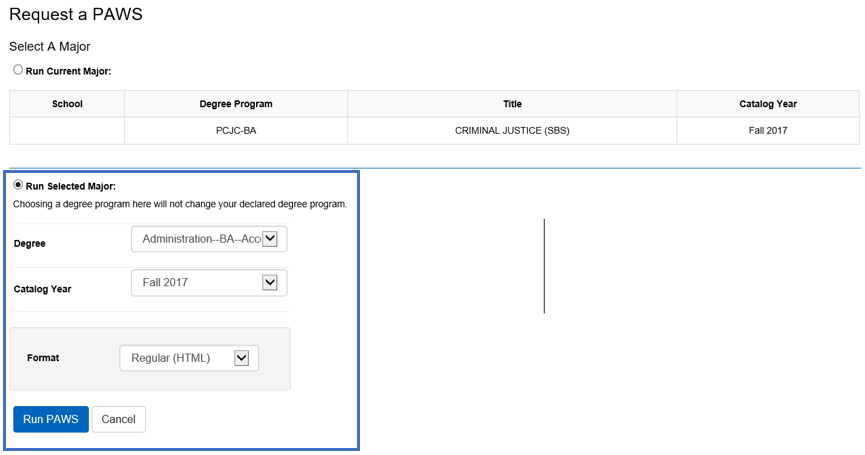 Request a PAWS
Select A Major
Run Current Major:
School Degree Program Title Catalog Year
PCJC-BA CRIMINAL JUSTICE (SBS) Fall 2017
Run Selected Major:
Choosing a degree program here will not change your declared degree program.
Degree Administration--BA--Acc
Catalog Year Fall 2017
Format Regular (HTML)
Run PAWS Cancel